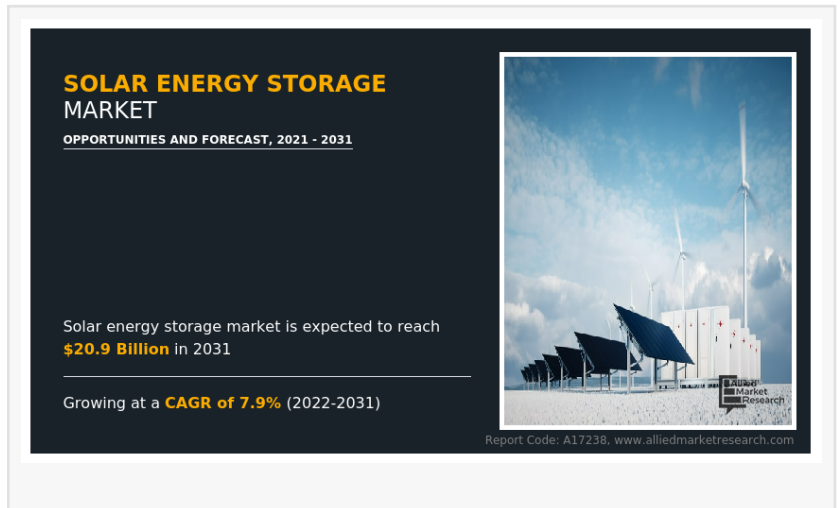 SOLAR ENERGY STORAGE
MARKET
OPPORTUNITIES AND FORECAST, 2021 - 2031
Solar energy storage market is expected to reach
$20.9 Billion in 2031
Growing at a CAGR of 7.9% (2022-2031)
Allied
Market
Research
Report Code: A17238, www.alliedmarketresearch.com